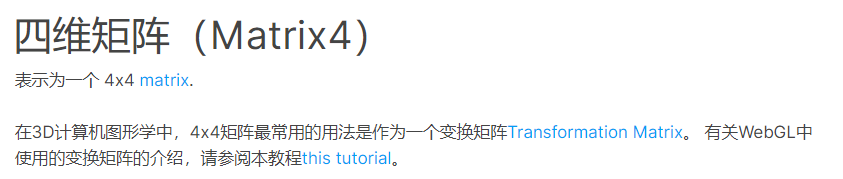 四维矩阵（Matrix4）
表示为一个 4x4 matrix.
在3D计算机图形学中，4x4矩阵最常用的用法是作为一个变换矩阵Transformation Matrix。 有关WebGL中
使用的变换矩阵的介绍，请参阅本教程this tutorial。